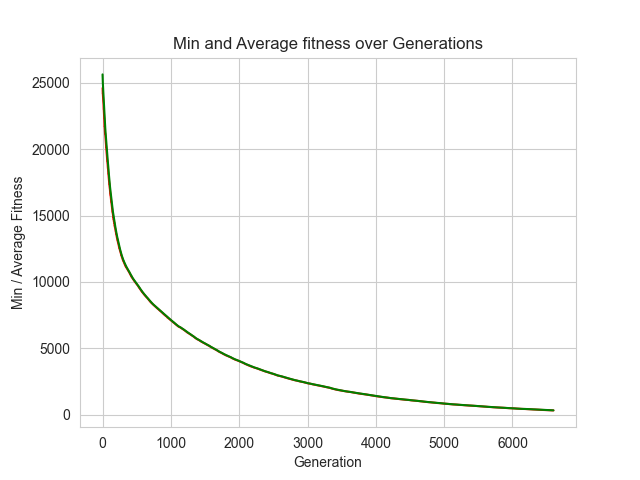 Min and Average fitness over Generations
Min / Average Fitness
25000
20000
15000
10000
5000
0
0 1000 2000 3000 4000 5000 6000
Generation